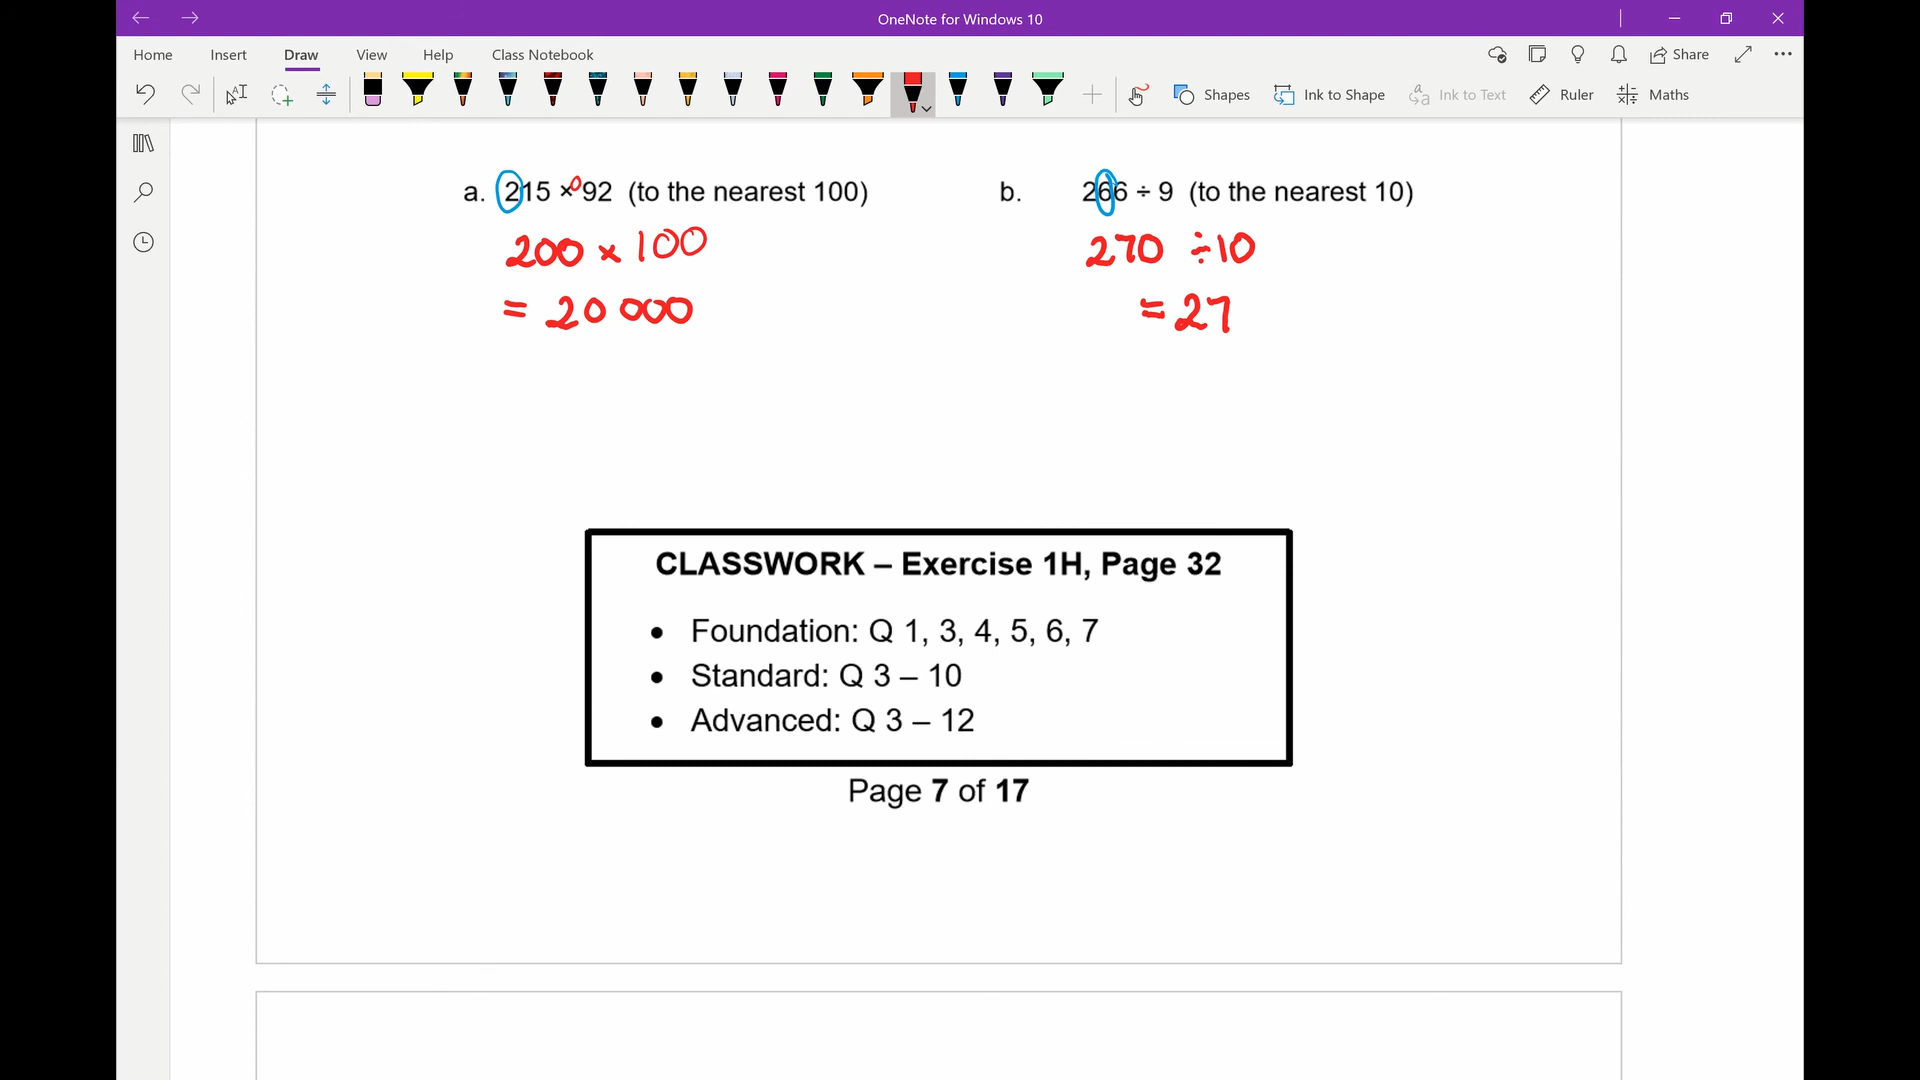 OneNote for Windows 10
Home Insert Draw View Help Class Notebook Share
Shapes Ink to Shape Ink to Text Ruler Maths
a. 215 × 092 (to the nearest 100) b. 266 ÷ 9 (to the nearest 10)
200 × 100 270 ÷ 10
= 20 000 = 27
CLASSWORK – Exercise 1H, Page 32
• Foundation: Q 1, 3, 4, 5, 6, 7
• Standard: Q 3 – 10
• Advanced: Q 3 – 12
Page 7 of 17